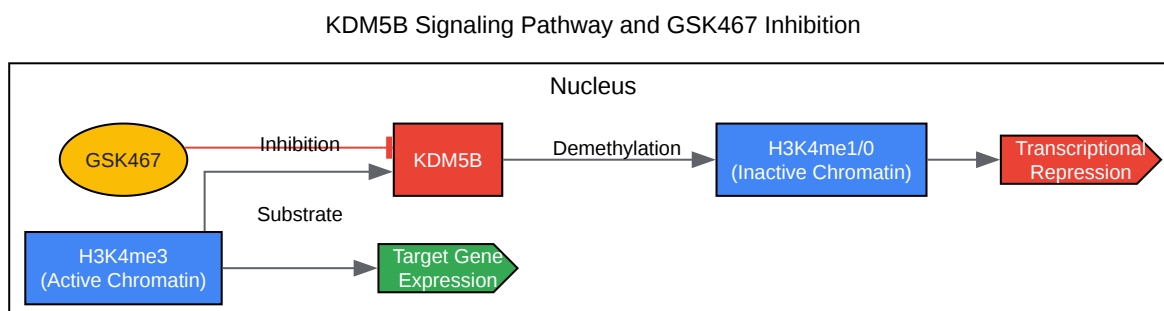 KDM5B Signaling Pathway and GSK467 Inhibition
Nucleus
GSK467
Inhibition
KDM5B
Demethylation
H3K4me1/0
(Inactive Chromatin)
Transcriptional
Repression
Substrate
H3K4me3
(Active Chromatin)
Target Gene
Expression